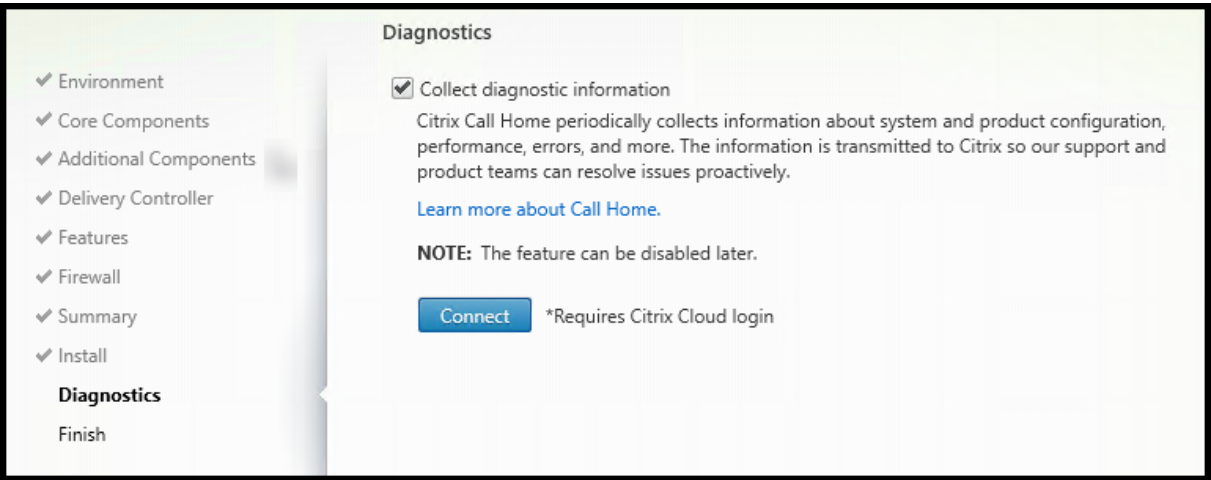 Environment
Core Components
Additional Components
Delivery Controller
Features
Firewall
Summary
Install
Diagnostics
Finish
Diagnostics
Collect diagnostic information
Citrix Call Home periodically collects information about system and product configuration,
performance, errors, and more. The information is transmitted to Citrix so our support and
product teams can resolve issues proactively.
Learn more about Call Home.
NOTE: The feature can be disabled later.
Connect *Requires Citrix Cloud login